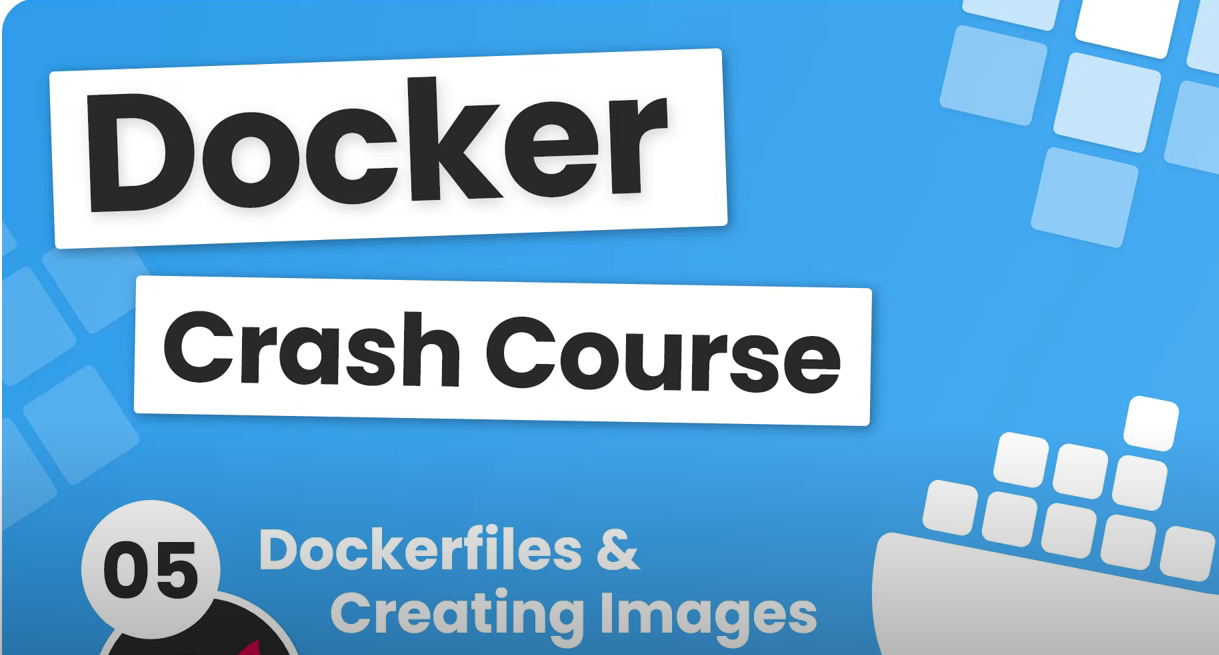 Docker
Crash Course
05
Dockerfiles &
Creating Images